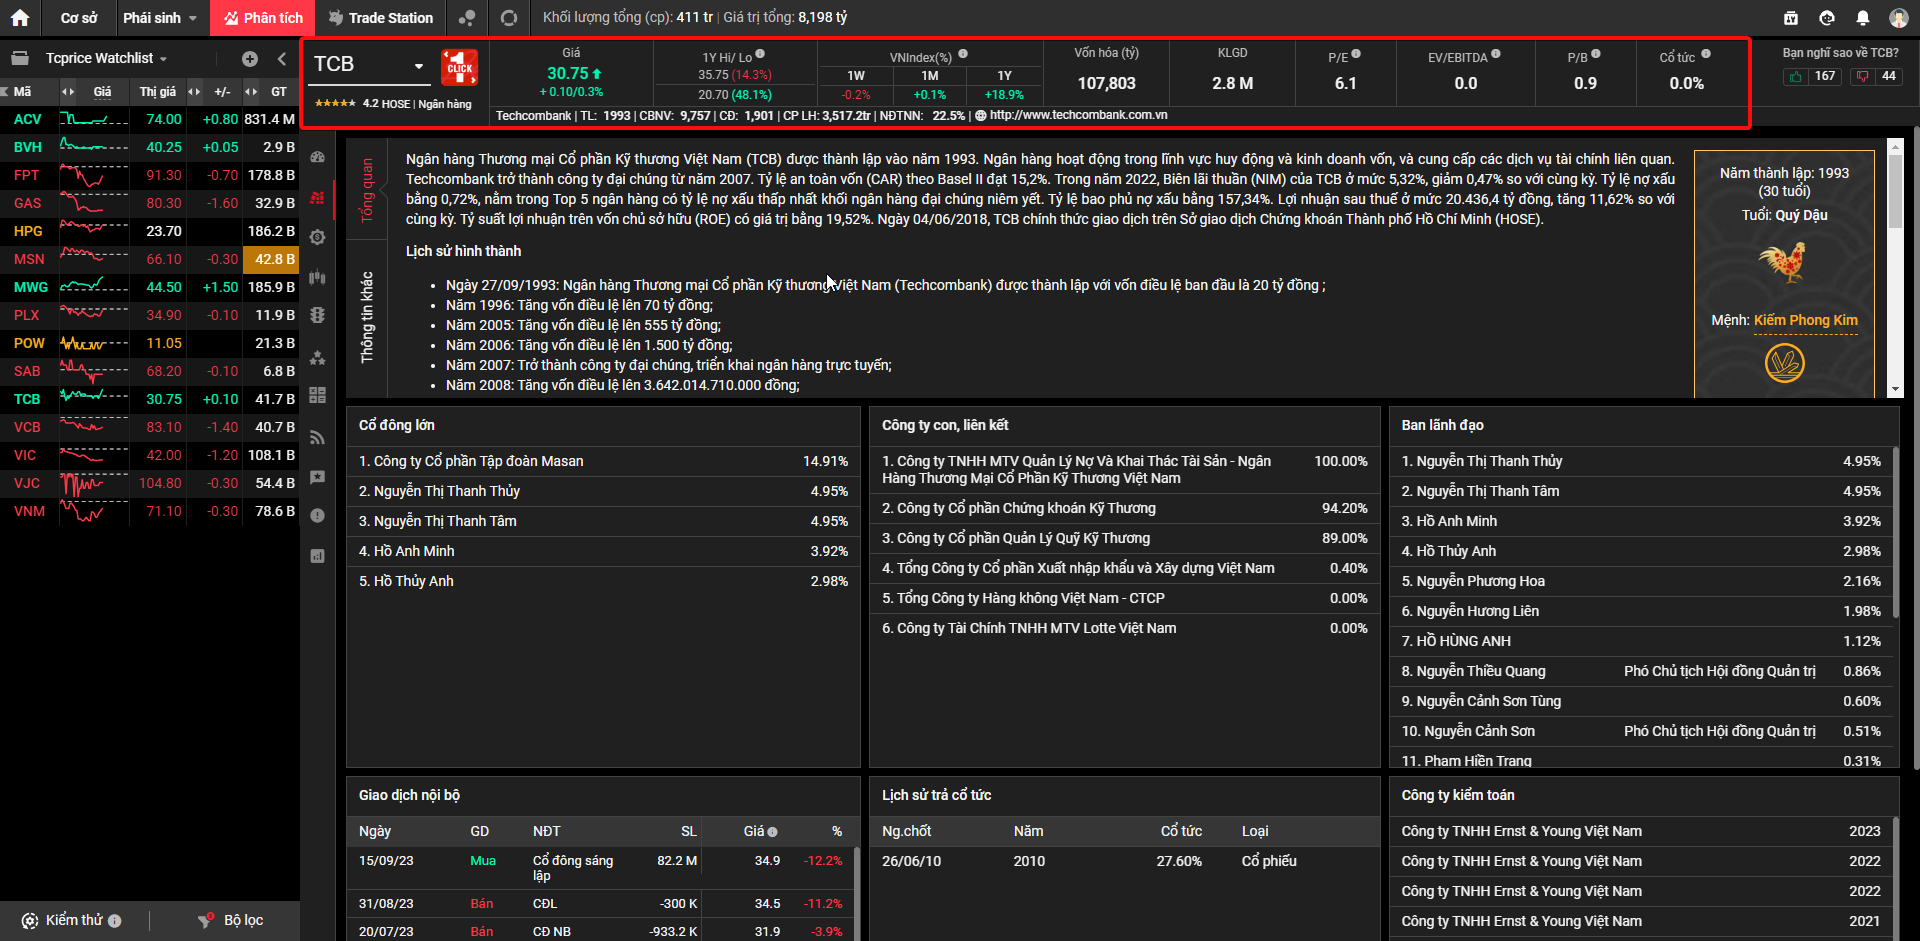 Cơ sở
Phái sinh
Phân tích
Trade Station
Khối lượng tổng (cp): 411 tr | Giá trị tổng: 8,198 tỷ
Tcprice Watchlist
TCB
1 CLICK
4.2 HOSE | Ngân hàng
Giá
30.75
+ 0.10/0.3%
1Y Hi/ Lo
35.75 (14.3%)
20.70 (48.1%)
VNIndex(%)
1W 1M 1Y
-0.2% +0.1% +18.9%
Vốn hóa (tỷ)
107,803
KLGD
2.8 M
P/E
6.1
EV/EBITDA
0.0
P/B
0.9
Cổ tức
0.0%
Bạn nghĩ sao về TCB?
167 44
Techcombank | TL: 1993 | CBNV: 9,757 | CĐ: 1,901 | CP LH: 3,517.2tr | NĐTNN: 22.5% | http://www.techcombank.com.vn
Mã Giá Thị giá +/- GT
ACV 74.00 +0.80 831.4 M
BVH 40.25 +0.05 2.9 B
FPT 91.30 -0.70 178.8 B
GAS 80.30 -1.60 32.9 B
HPG 23.70 186.2 B
MSN 66.10 -0.30 42.8 B
MWG 44.50 +1.50 185.9 B
PLX 34.90 -0.10 11.9 B
POW 11.05 21.3 B
SAB 68.20 -0.10 6.8 B
TCB 30.75 +0.10 41.7 B
VCB 83.10 -1.40 40.7 B
VIC 42.00 -1.20 108.1 B
VJC 104.80 -0.30 54.4 B
VNM 71.10 -0.30 78.6 B
Kiểm thử
Bộ lọc
Tổng quan
Thông tin khác
Ngân hàng Thương mại Cổ phần Kỹ thương Việt Nam (TCB) được thành lập vào năm 1993. Ngân hàng hoạt động trong lĩnh vực huy động và kinh doanh vốn, và cung cấp các dịch vụ tài chính liên quan.
Techcombank trở thành công ty đại chúng từ năm 2007. Tỷ lệ an toàn vốn (CAR) theo Basel II đạt 15,2%. Trong năm 2022, Biên lãi thuần (NIM) của TCB ở mức 5,32%, giảm 0,47% so với cùng kỳ. Tỷ lệ nợ xấu
bằng 0,72%, nằm trong Top 5 ngân hàng có tỷ lệ nợ xấu thấp nhất khối ngân hàng đại chúng niêm yết. Tỷ lệ bao phủ nợ xấu bằng 157,34%. Lợi nhuận sau thuế ở mức 20.436,4 tỷ đồng, tăng 11,62% so với
cùng kỳ. Tỷ suất lợi nhuận trên vốn chủ sở hữu (ROE) có giá trị bằng 19,52%. Ngày 04/06/2018, TCB chính thức giao dịch trên Sở giao dịch Chứng khoán Thành phố Hồ Chí Minh (HOSE).
Lịch sử hình thành
• Ngày 27/09/1993: Ngân hàng Thương mại Cổ phần Kỹ thương Việt Nam (Techcombank) được thành lập với vốn điều lệ ban đầu là 20 tỷ đồng ;
• Năm 1996: Tăng vốn điều lệ lên 70 tỷ đồng;
• Năm 2005: Tăng vốn điều lệ lên 555 tỷ đồng;
• Năm 2006: Tăng vốn điều lệ lên 1.500 tỷ đồng;
• Năm 2007: Trở thành công ty đại chúng, triển khai ngân hàng trực tuyến;
• Năm 2008: Tăng vốn điều lệ lên 3.642.014.710.000 đồng;
Năm thành lập: 1993
(30 tuổi)
Tuổi: Quý Dậu
Mệnh: Kiếm Phong Kim
Cổ đông lớn
1. Công ty Cổ phần Tập đoàn Masan 14.91%
2. Nguyễn Thị Thanh Thủy 4.95%
3. Nguyễn Thị Thanh Tâm 4.95%
4. Hồ Anh Minh 3.92%
5. Hồ Thủy Anh 2.98%
Công ty con, liên kết
1. Công ty TNHH MTV Quản Lý Nợ Và Khai Thác Tài Sản - Ngân 100.00%
Hàng Thương Mại Cổ Phần Kỹ Thương Việt Nam
2. Công ty Cổ phần Chứng khoán Kỹ Thương 94.20%
3. Công ty Cổ phần Quản Lý Quỹ Kỹ Thương 89.00%
4. Tổng Công ty Cổ phần Xuất nhập khẩu và Xây dựng Việt Nam 0.40%
5. Tổng Công ty Hàng không Việt Nam - CTCP 0.00%
6. Công ty Tài Chính TNHH MTV Lotte Việt Nam 0.00%
Ban lãnh đạo
1. Nguyễn Thị Thanh Thủy 4.95%
2. Nguyễn Thị Thanh Tâm 4.95%
3. Hồ Anh Minh 3.92%
4. Hồ Thủy Anh 2.98%
5. Nguyễn Phương Hoa 2.16%
6. Nguyễn Hương Liên 1.98%
7. HỒ HÙNG ANH 1.12%
8. Nguyễn Thiều Quang Phó Chủ tịch Hội đồng Quản trị 0.86%
9. Nguyễn Cảnh Sơn Tùng 0.60%
10. Nguyễn Cảnh Sơn Phó Chủ tịch Hội đồng Quản trị 0.51%
11. Phạm Hiền Trang 0.31%
Giao dịch nội bộ
Ngày GD NĐT SL Giá %
15/09/23 Mua Cổ đông sáng 82.2 M 34.9 -12.2%
lập
31/08/23 Bán CĐL -300 K 34.5 -11.2%
20/07/23 Bán CĐ NB -933.2 K 31.9 -3.9%
Lịch sử trả cổ tức
Ng.chốt Năm Cổ tức Loại
26/06/10 2010 27.60% Cổ phiếu
Công ty kiểm toán
Công ty TNHH Ernst & Young Việt Nam 2023
Công ty TNHH Ernst & Young Việt Nam 2022
Công ty TNHH Ernst & Young Việt Nam 2022
Công ty TNHH Ernst & Young Việt Nam 2021